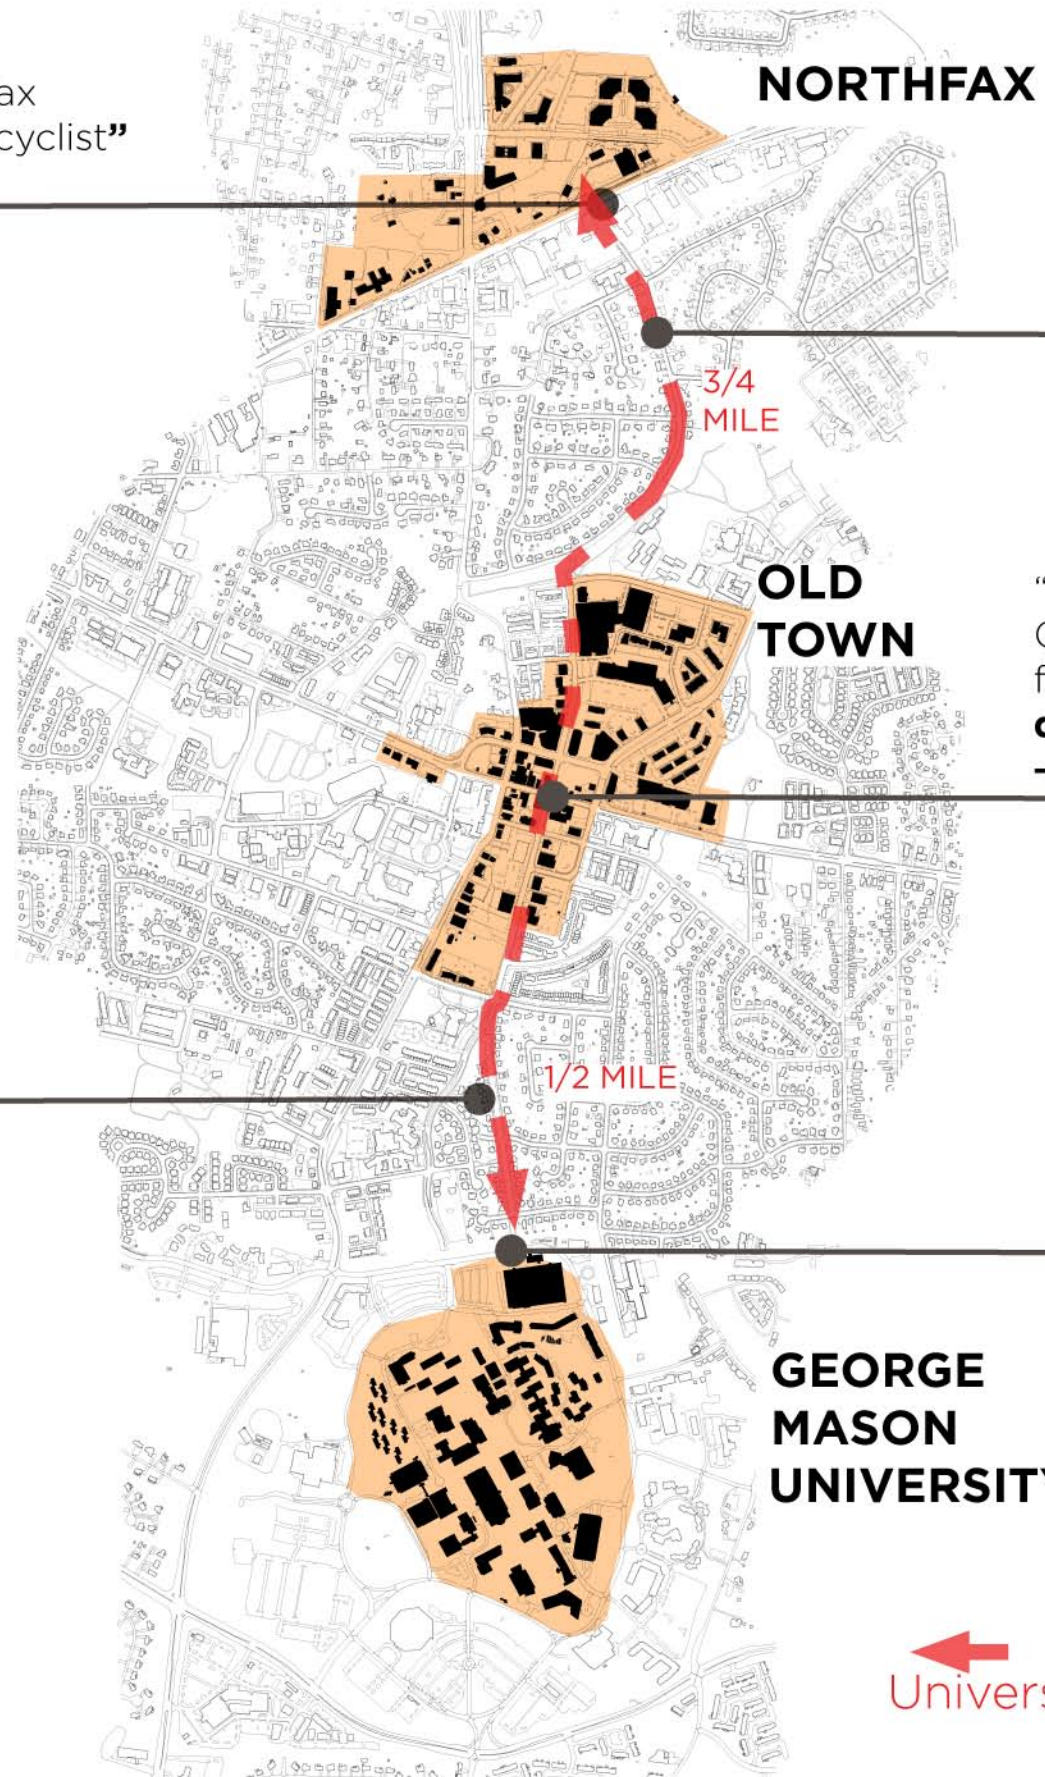 NORTHFAX
ax
cyclist”
3/4
MILE
OLD
TOWN
“
f
1/2 MILE
GEORGE
MASON
UNIVERSITY
Univers